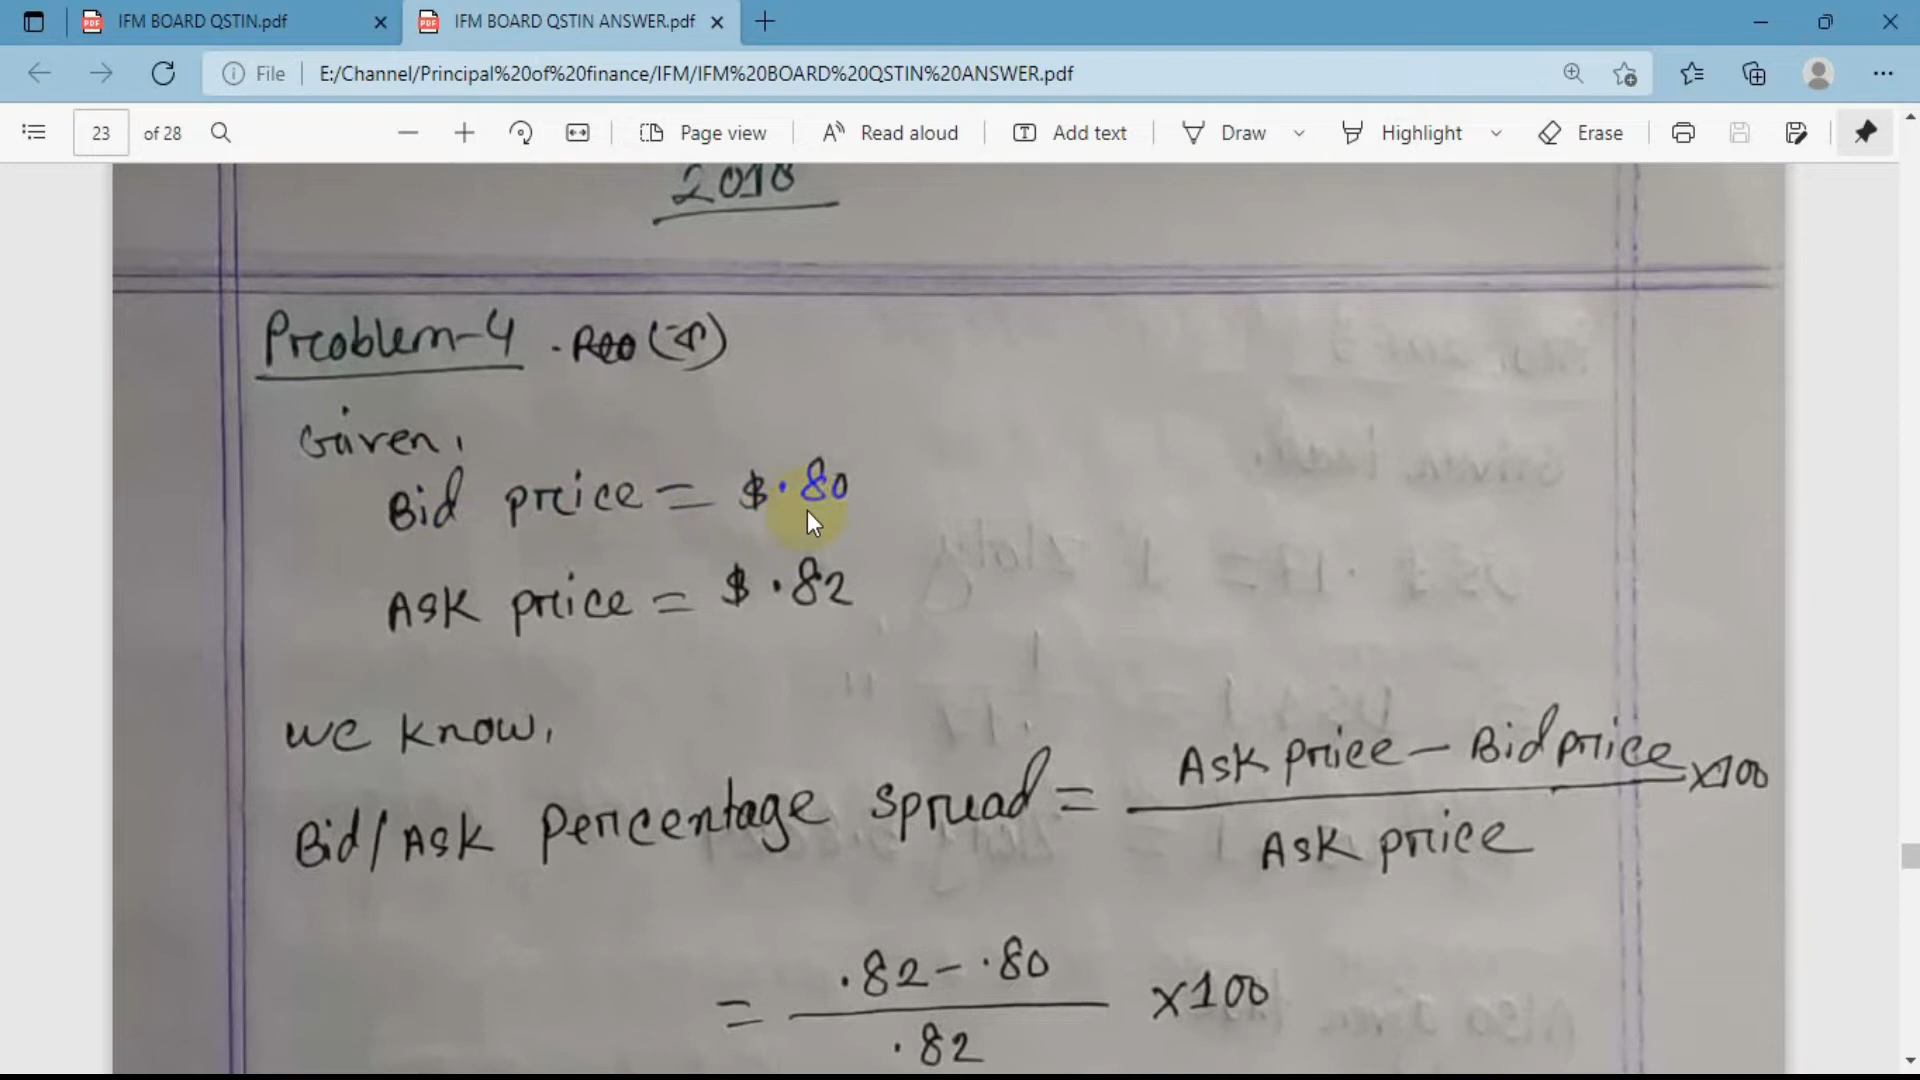 IFM BOARD QSTIN.pdf
IFM BOARD QSTIN ANSWER.pdf
File
E:/Channel/Principal%20of%20finance/IFM/IFM%20BOARD%20QSTIN%20ANSWER.pdf
23 of 28
Page view
Read aloud
Add text
Draw
Highlight
Erase
2018
Problem-4
Given,
Bid price = $ .80
Ask price = $ .82
we know,
Bid/Ask percentage spread = Ask price - Bid price
x100
Ask price
= .82 - .80
x100
.82